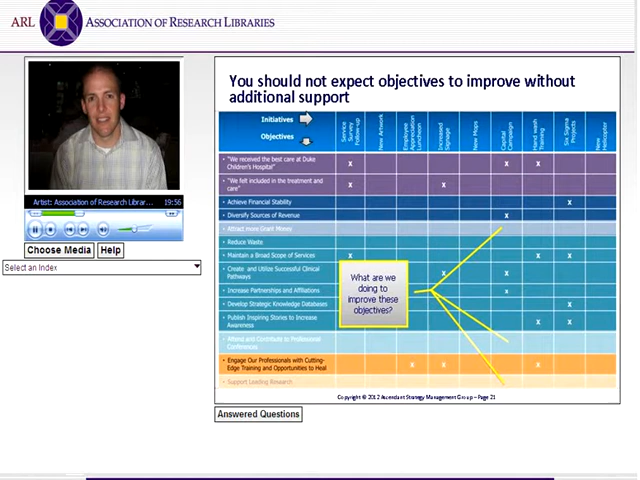 ARL ASSOCIATION OF RESEARCH LIBRARIES
You should not expect objectives to improve without
additional support
Initiatives
Objectives
Service Survey Follow-up
New Artwork
Employee Appreciation Luncheon
Increased Signage
New Mops
Capital Campaign
Hand wash Training
Six Sigma Projects
New Helicopter
• "We received the best care at Duke
Children's Hospital"
x x x
• "We felt included in the treatment and
care"
x x
• Achieve Financial Stability
x
• Diversify Sources of Revenue
x
• Attract more Grant Money
• Reduce Waste
• Maintain a Broad Scope of Services
x x x
• Create and Utilize Successful Clinical
Pathways
x x
• Increase Partnerships and Affiliations
x
• Develop Strategic Knowledge Databases
x
• Publish Inspiring Stories to Increase
Awareness
x x
• Attend and Contribute to Professional
Conferences
• Engage Our Professionals with Cutting-
Edge Training and Opportunities to Heal
x x x
• Support Leading Research
What are we
doing to
improve these
objectives?
Copyright © 2012 Ascendant Strategy Management Group – Page 21
Artist: Association of Research Librar... 19:56
Choose Media Help
Select an Index
Answered Questions